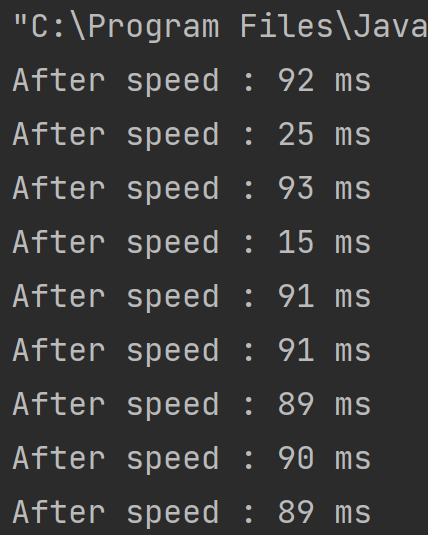 "C:\Program Files\Java
After speed : 92 ms
After speed : 25 ms
After speed : 93 ms
After speed : 15 ms
After speed : 91 ms
After speed : 91 ms
After speed : 89 ms
After speed : 90 ms
After speed : 89 ms